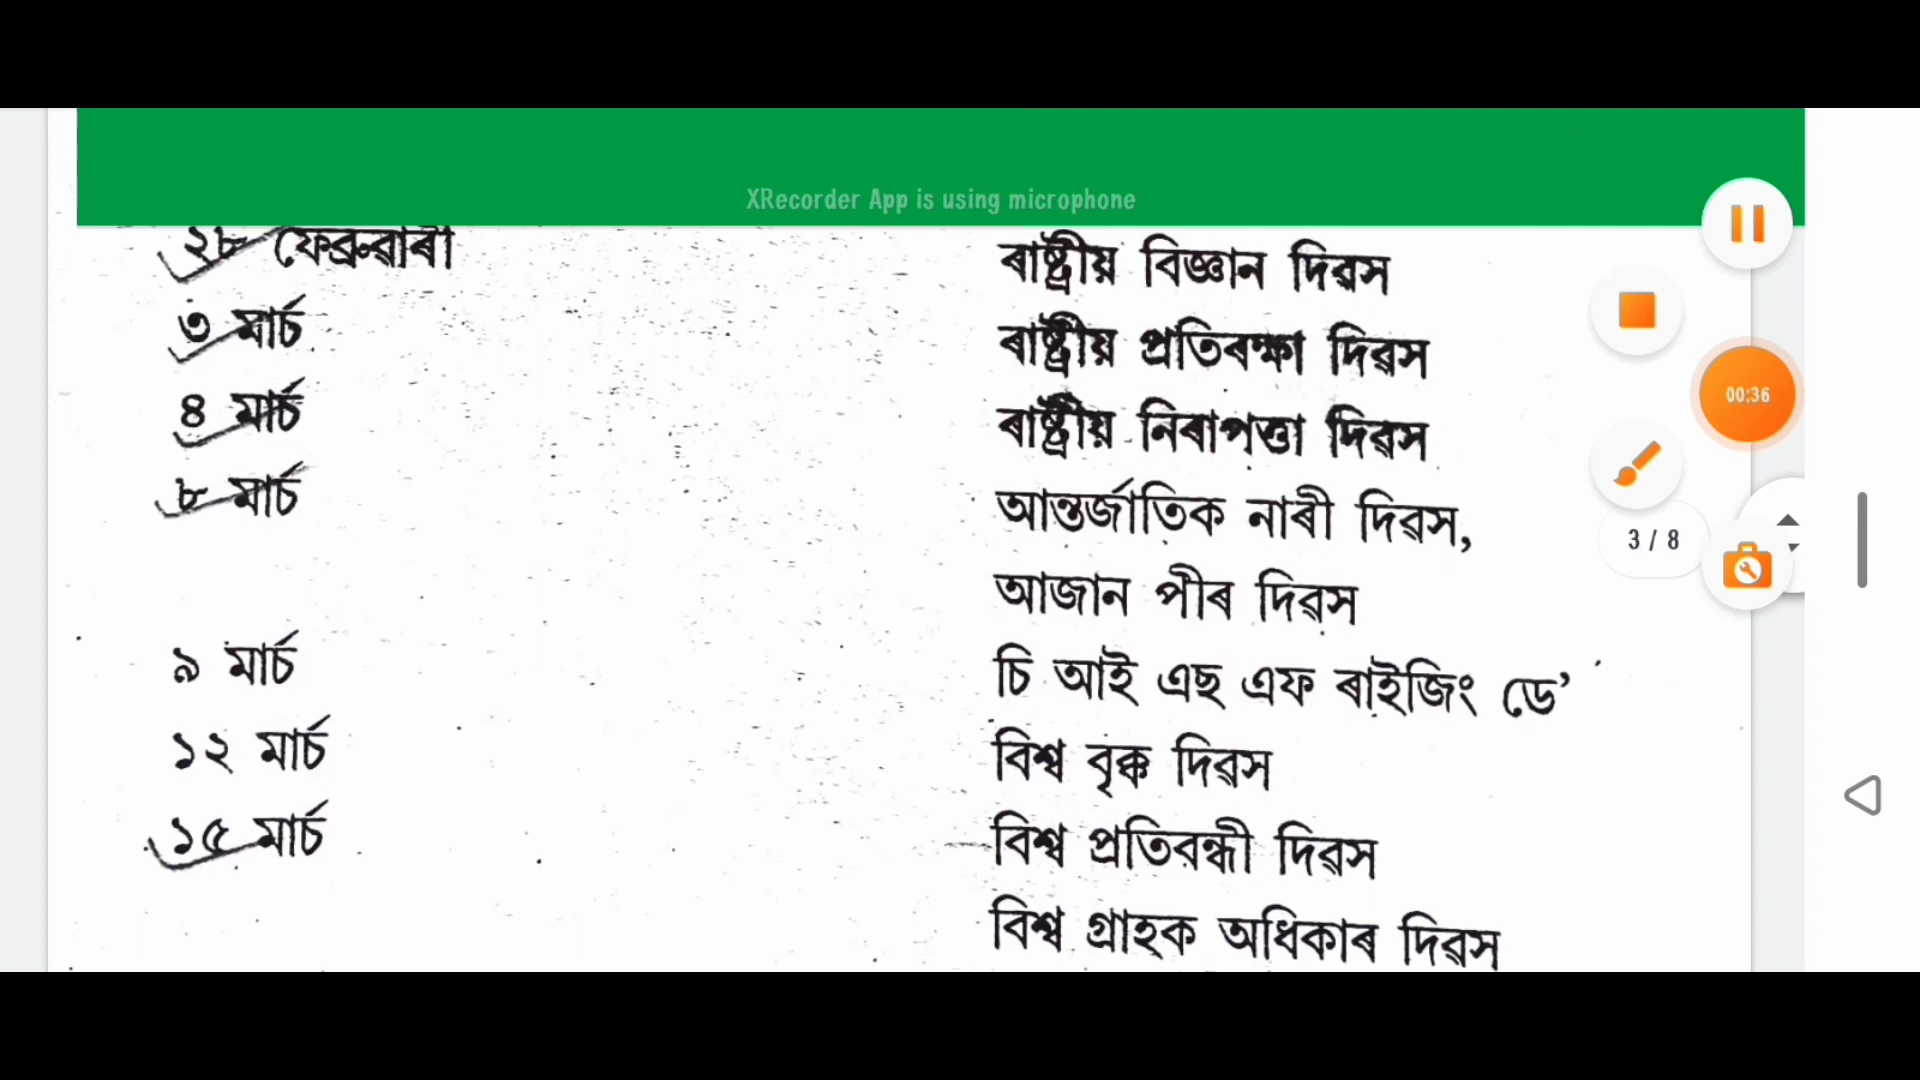 XRecorder App is using microphone
২৮ ফেব্ৰুৱাৰী ৰাষ্ট্ৰীয় বিজ্ঞান দিৱস
৩ মাৰ্চ ৰাষ্ট্ৰীয় প্ৰতিৰক্ষা দিৱস
৪ মাৰ্চ ৰাষ্ট্ৰীয় নিৰাপত্তা দিৱস
৮ মাৰ্চ আন্তৰ্জাতিক নাৰী দিৱস,
আজান পীৰ দিৱস
৯ মাৰ্চ চি আই এছ এফ ৰাইজিং ডে’
১২ মাৰ্চ বিশ্ব বৃক্ক দিৱস
১৫ মাৰ্চ বিশ্ব প্ৰতিবন্ধী দিৱস
বিশ্ব গ্ৰাহক অধিকাৰ দিৱস
00:36
3 / 8